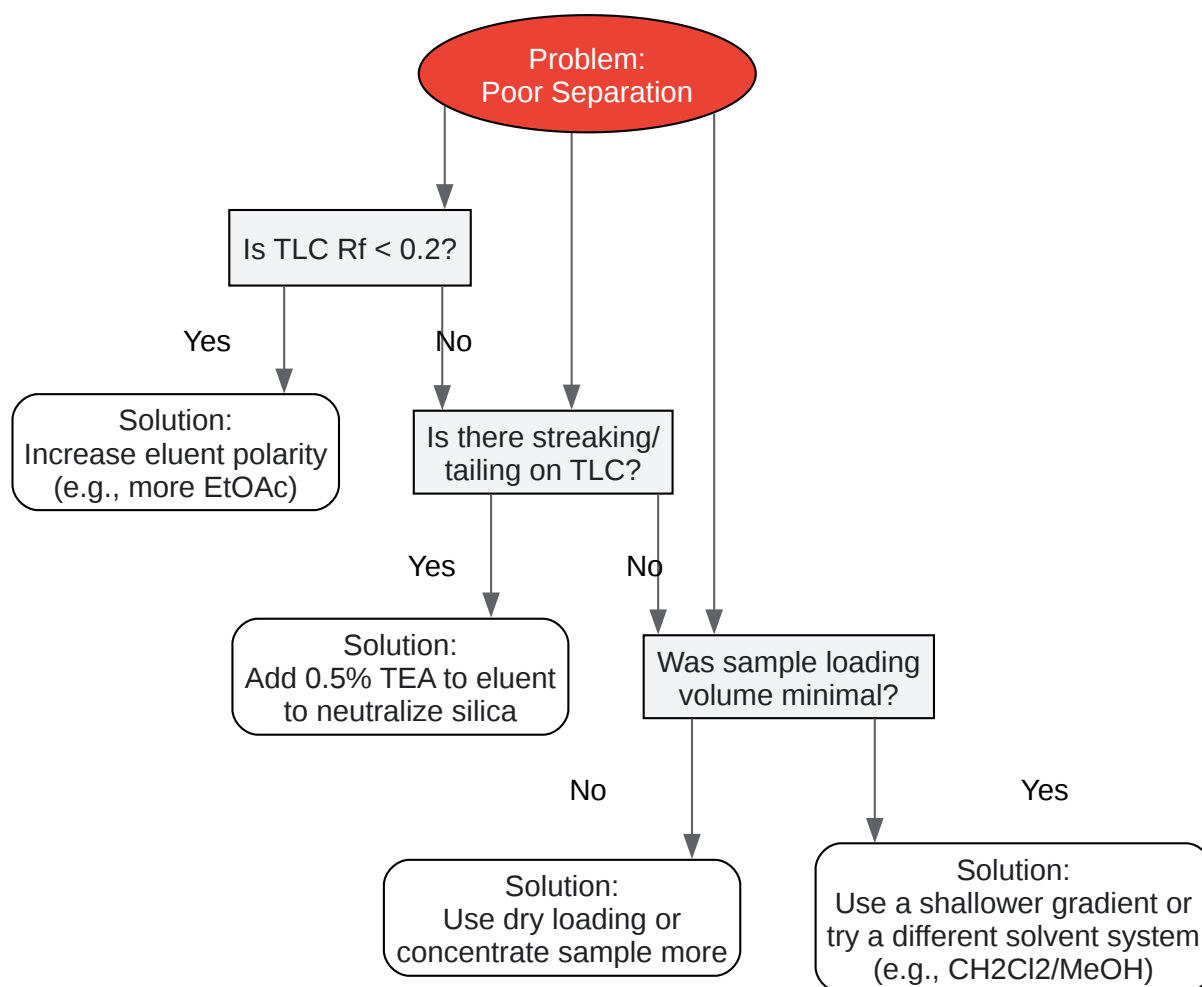 Problem:
Poor Separation
Is TLC Rf < 0.2?
Yes
No
Solution:
Increase eluent polarity
(e.g., more EtOAc)
Is there streaking/
tailing on TLC?
Yes
No
Solution:
Add 0.5% TEA to eluent
to neutralize silica
Was sample loading
volume minimal?
No
Yes
Solution:
Use dry loading or
concentrate sample more
Solution:
Use a shallower gradient or
try a different solvent system
(e.g., CH2Cl2/MeOH)